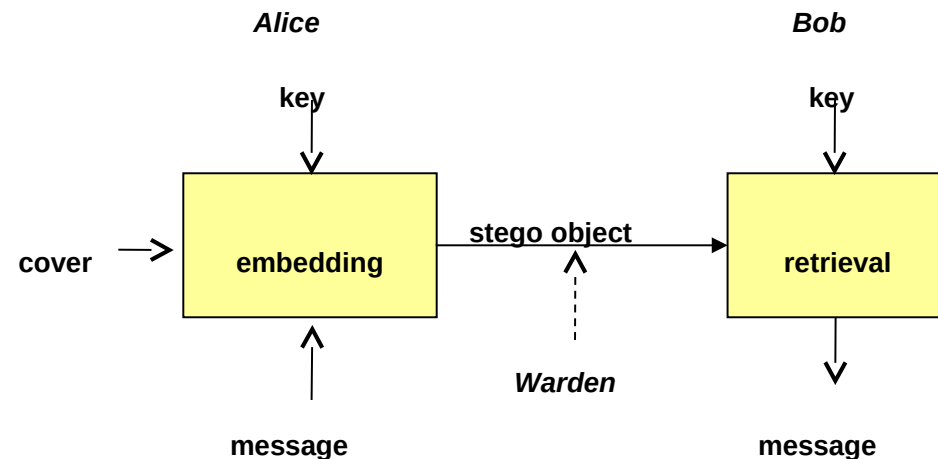 Alice
Bob
key
key
stego object
cover
embedding
retrieval
Warden
message
message